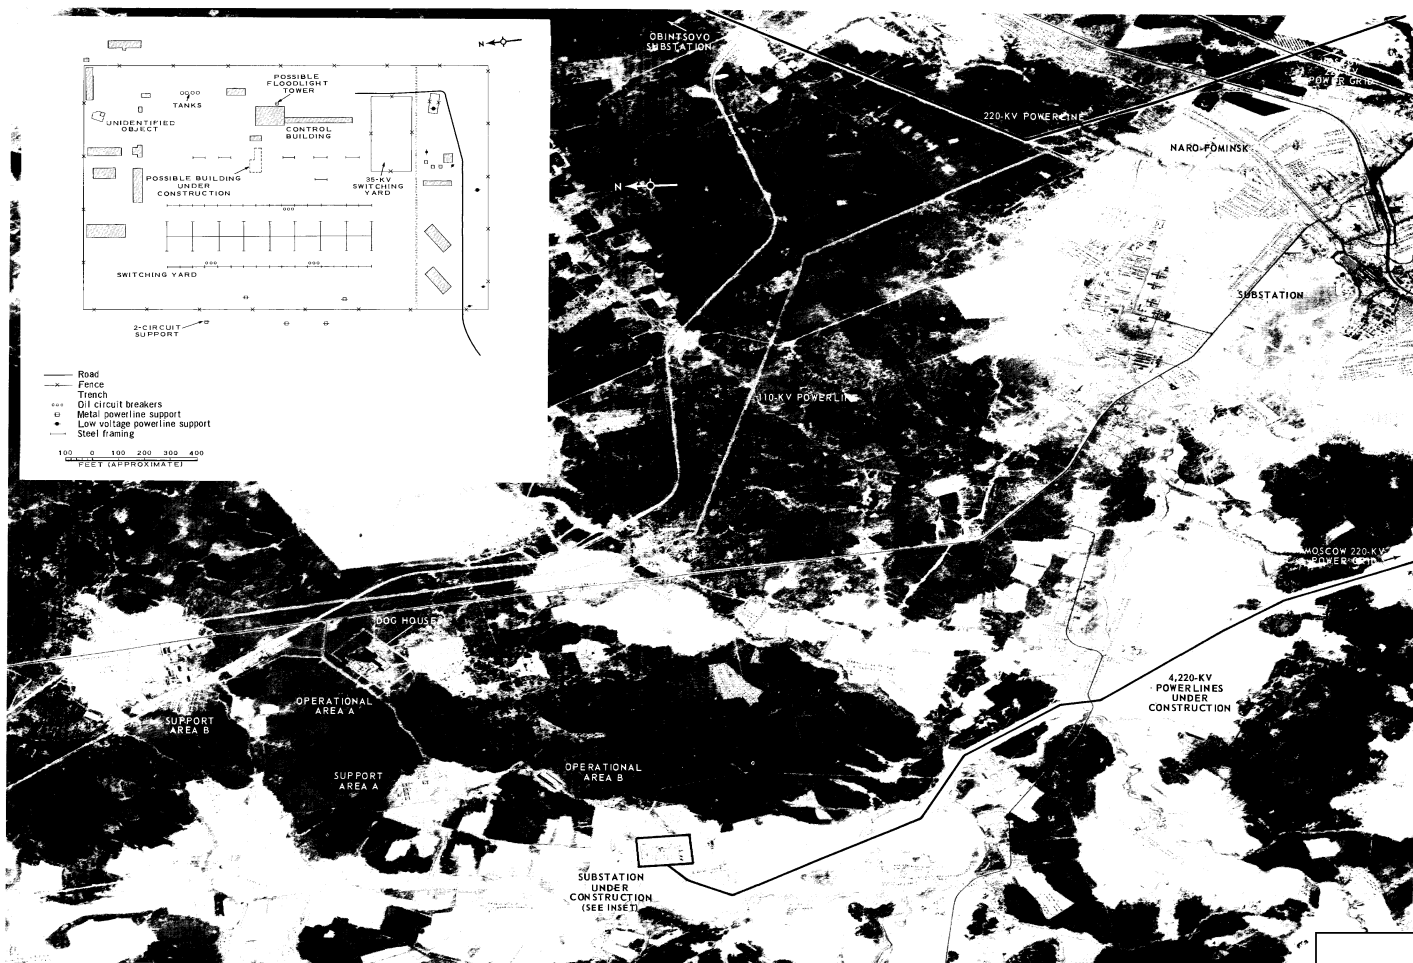 N
POSSIBLE
FLOODLIGHT
TOWER
TANKS
UNIDENTIFIED
OBJECT
CONTROL
BUILDING
POSSIBLE BUILDING
UNDER
CONSTRUCTION
35-KV
SWITCHING
YARD
SWITCHING YARD
2-CIRCUIT
SUPPORT
Road
Fence
Trench
Oil circuit breakers
Metal powerline support
Low voltage powerline support
Steel framing
100 0 100 200 300 400
FEET (APPROXIMATE)
OBINTSOVO
SUBSTATION
POWER GRID
220-KV POWERLINE
NARO-FOMINSK
N
SUBSTATION
110-KV POWERLINE
MOSCOW 220-KV
POWER GRID
DOG HOUSE
4,220-KV
POWERLINES
UNDER
CONSTRUCTION
OPERATIONAL
AREA A
SUPPORT
AREA B
OPERATIONAL
AREA B
SUPPORT
AREA A
SUBSTATION
UNDER
CONSTRUCTION
(SEE INSET)